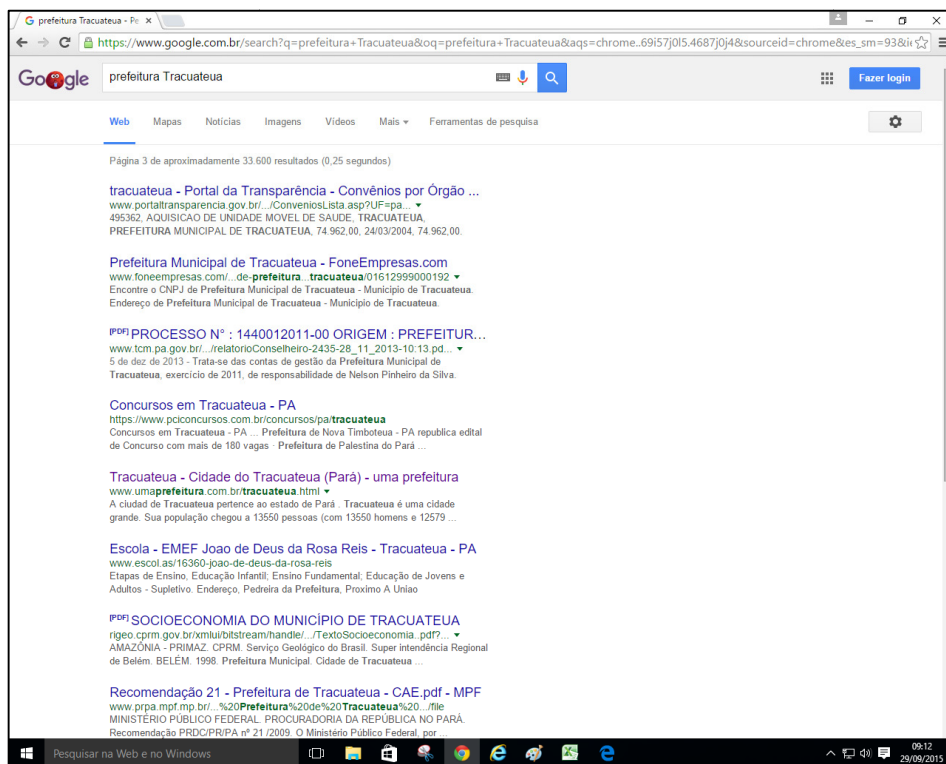 prefeitura Tracuateua - Pe
https://www.google.com.br/search?q=prefeitura+Tracuateua&oq=prefeitura+Tracuateua&aqs=chrome..69i57j0l5.4687j0j4&sourceid=chrome&es_sm=93&ie
Google
prefeitura Tracuateua
Fazer login
Web Mapas Notícias Imagens Vídeos Mais Ferramentas de pesquisa
Página 3 de aproximadamente 33.600 resultados (0,25 segundos)
tracuateua - Portal da Transparência - Convênios por Órgão ...
www.portaltransparencia.gov.br/.../ConveniosLista.asp?UF=pa...
495362, AQUISICAO DE UNIDADE MOVEL DE SAUDE, TRACUATEUA,
PREFEITURA MUNICIPAL DE TRACUATEUA, 74.962,00, 24/03/2004, 74.962,00.
Prefeitura Municipal de Tracuateua - FoneEmpresas.com
www.foneempresas.com/...de-prefeitura...tracuateua/01612999000192
Encontre o CNPJ de Prefeitura Municipal de Tracuateua - Municipio de Tracuateua.
Endereço de Prefeitura Municipal de Tracuateua - Municipio de Tracuateua.
[PDF] PROCESSO N° : 1440012011-00 ORIGEM : PREFEITUR...
www.tcm.pa.gov.br/.../relatorioConselheiro-2435-28_11_2013-10:13.pd...
5 de dez de 2013 - Trata-se das contas de gestão da Prefeitura Municipal de
Tracuateua, exercício de 2011, de responsabilidade de Nelson Pinheiro da Silva.
Concursos em Tracuateua - PA
https://www.pciconcursos.com.br/concursos/pa/tracuateua
Concursos em Tracuateua - PA ... Prefeitura de Nova Timboteua - PA republica edital
de Concurso com mais de 180 vagas · Prefeitura de Palestina do Pará ...
Tracuateua - Cidade do Tracuateua (Pará) - uma prefeitura
www.umaprefeitura.com.br/tracuateua.html
A ciudad de Tracuateua pertence ao estado de Pará . Tracuateua é uma cidade
grande. Sua população chegou a 13550 pessoas (com 13550 homens e 12579 ...
Escola - EMEF Joao de Deus da Rosa Reis - Tracuateua - PA
www.escol.as/16360-joao-de-deus-da-rosa-reis
Etapas de Ensino, Educação Infantil; Ensino Fundamental; Educação de Jovens e
Adultos - Supletivo. Endereço, Pedreira da Prefeitura, Proximo A Uniao
[PDF] SOCIOECONOMIA DO MUNICÍPIO DE TRACUATEUA
rigeo.cprm.gov.br/xmlui/bitstream/handle/.../TextoSocioeconomia..pdf?...
AMAZÔNIA - PRIMAZ. CPRM. Serviço Geológico do Brasil. Super intendência Regional
de Belém. BELÉM. 1998. Prefeitura Municipal. Cidade de Tracuateua ...
Recomendação 21 - Prefeitura de Tracuateua - CAE.pdf - MPF
www.prpa.mpf.mp.br/...%20Prefeitura%20de%20Tracuateua%20.../file
MINISTÉRIO PÚBLICO FEDERAL. PROCURADORIA DA REPÚBLICA NO PARÁ.
Recomendação PRDC/PR/PA nº 21 /2009. O Ministério Público Federal, por ...
Pesquisar na Web e no Windows
09:12
29/09/2015